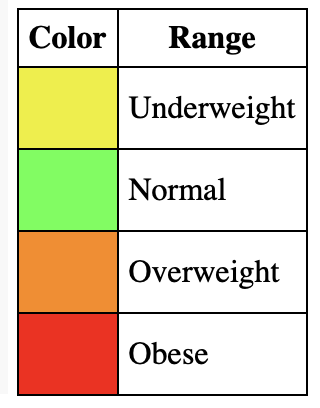 Color Range
Underweight
Normal
Overweight
Obese